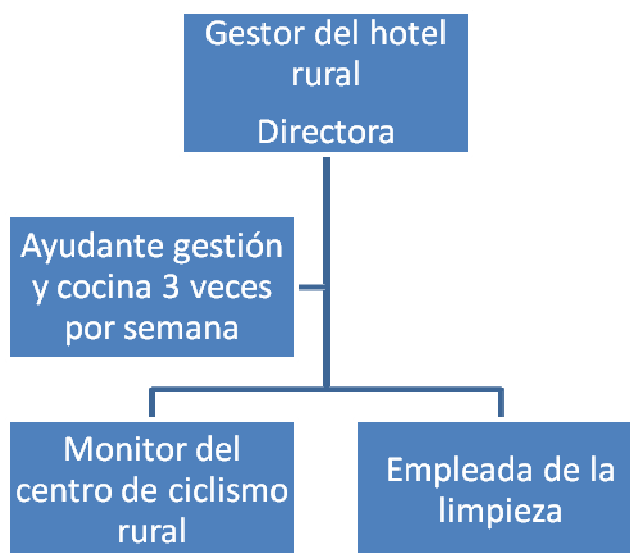 Gestor del hotel
rural
Directora
Ayudante gestión
y cocina 3 veces
por semana
Monitor del
centro de ciclismo
rural
Empleada de la
limpieza